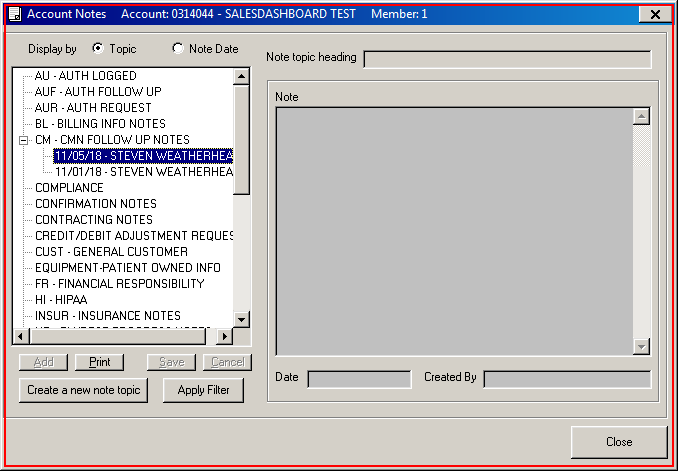 Account Notes Account: 0314044 - SALESDASHBOARD TEST Member: 1
Display by Topic Note Date
Note topic heading
AU - AUTH LOGGED
AUF - AUTH FOLLOW UP
AUR - AUTH REQUEST
BL - BILLING INFO NOTES
CM - CMN FOLLOW UP NOTES
11/05/18 - STEVEN WEATHERHEA
11/01/18 - STEVEN WEATHERHEA
COMPLIANCE
CONFIRMATION NOTES
CONTRACTING NOTES
CREDIT/DEBIT ADJUSTMENT REQUES
CUST - GENERAL CUSTOMER
EQUIPMENT-PATIENT OWNED INFO
FR - FINANCIAL RESPONSIBILITY
HI - HIPAA
INSUR - INSURANCE NOTES
Note
Add Print Save Cancel
Create a new note topic Apply Filter
Date Created By
Close